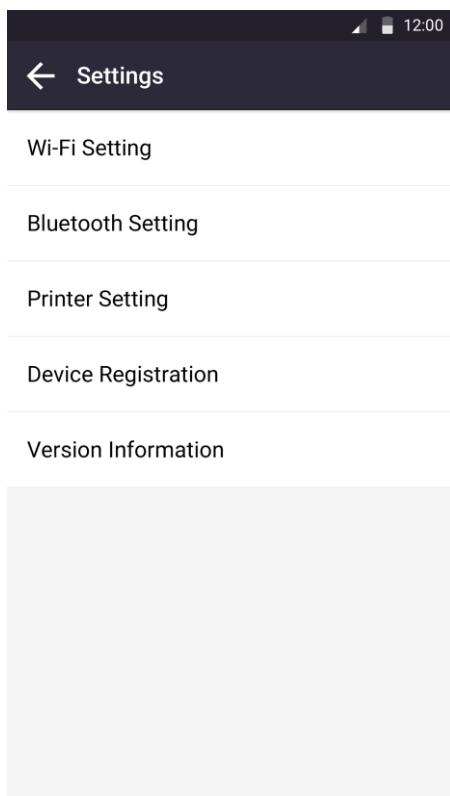 12:00
Settings
Wi-Fi Setting
Bluetooth Setting
Printer Setting
Device Registration
Version Information